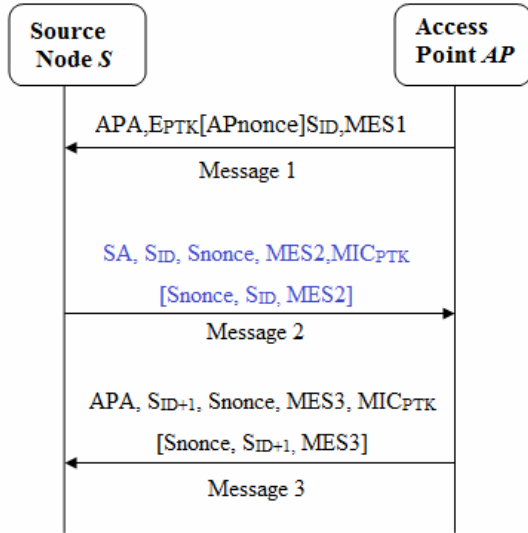 Source
Node S
Access
Point AP
APA,EPTK[APnonce]SID,MES1
Message 1
SA, SID, Snonce, MES2,MICPTK
[Snonce, SID, MES2]
Message 2
APA, SID+1, Snonce, MES3, MICPTK
[Snonce, SID+1, MES3]
Message 3